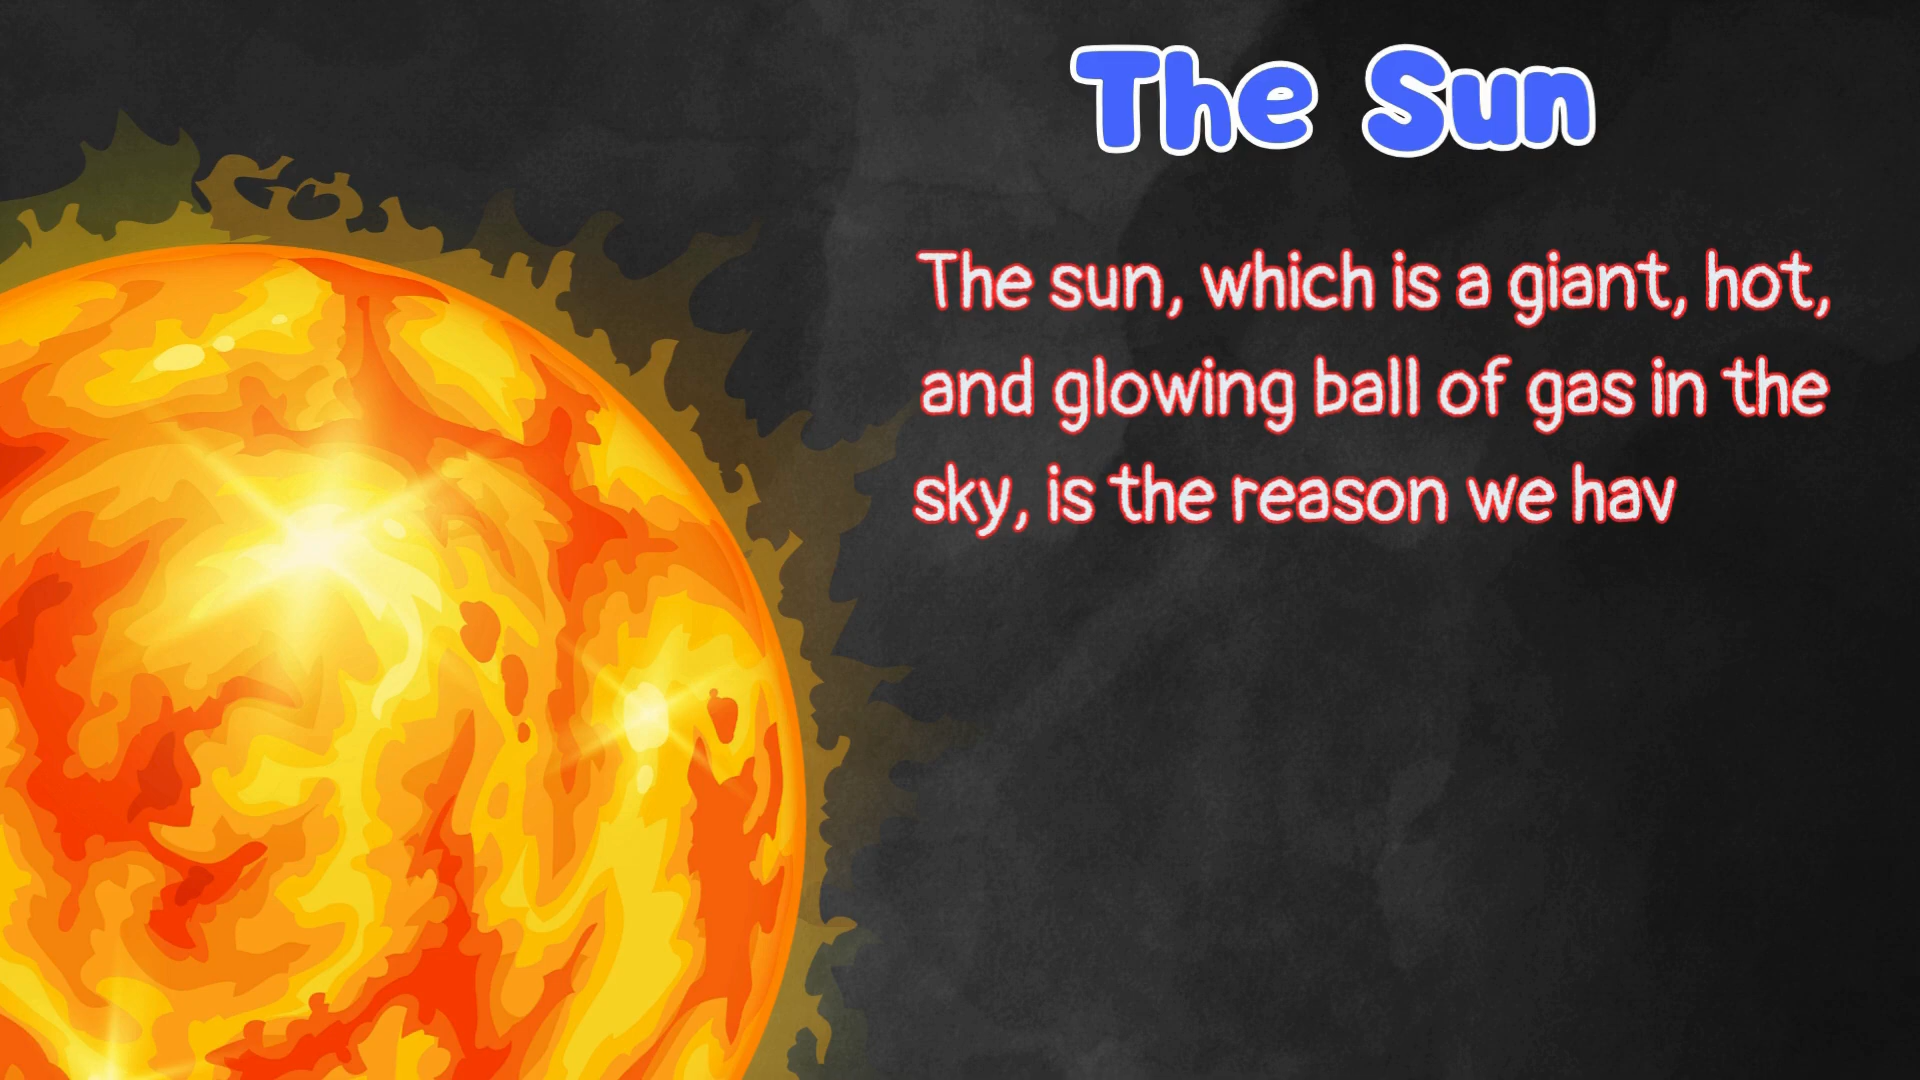 The Sun
The sun, which is a giant, hot,
and glowing ball of gas in the
sky, is the reason we hav